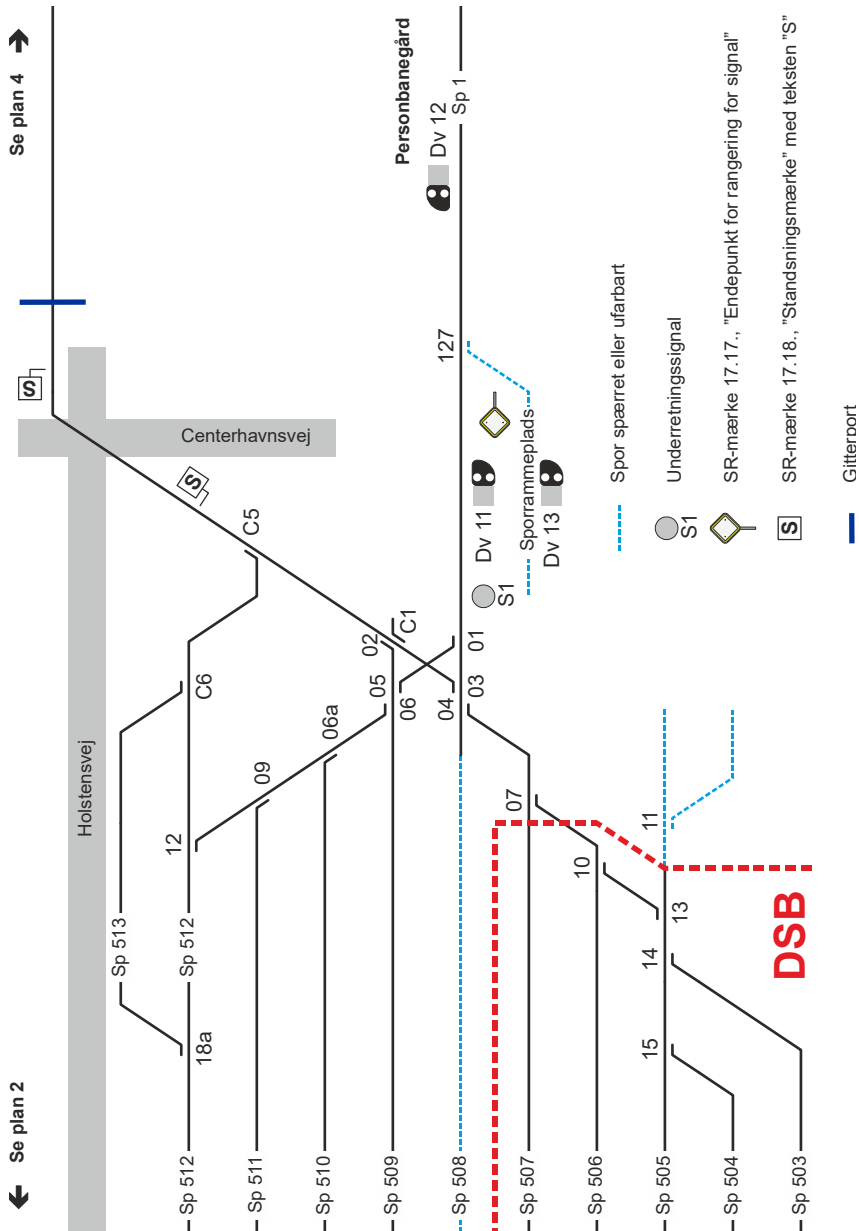 Se plan 2
Se plan 4
Holstensvej
Centerhavnsvej
S
S
Personbanegård
Dv 12
Sp 1
127
C5
C6
C1
02
01
05
06
04
03
06a
09
12
07
10
11
13
14
15
18a
Sp 513
Sp 512
Sp 512
Sp 511
Sp 510
Sp 509
Sp 508
Sp 507
Sp 506
Sp 505
Sp 504
Sp 503
S1
Dv 11
Sporrammeplads
Dv 13
DSB
Spor spærret eller ufarbart
S1
Underretningssignal
SR-mærke 17.17., "Endepunkt for rangering for signal"
S
SR-mærke 17.18., "Standsningsmærke" med teksten "S"
Gitterport